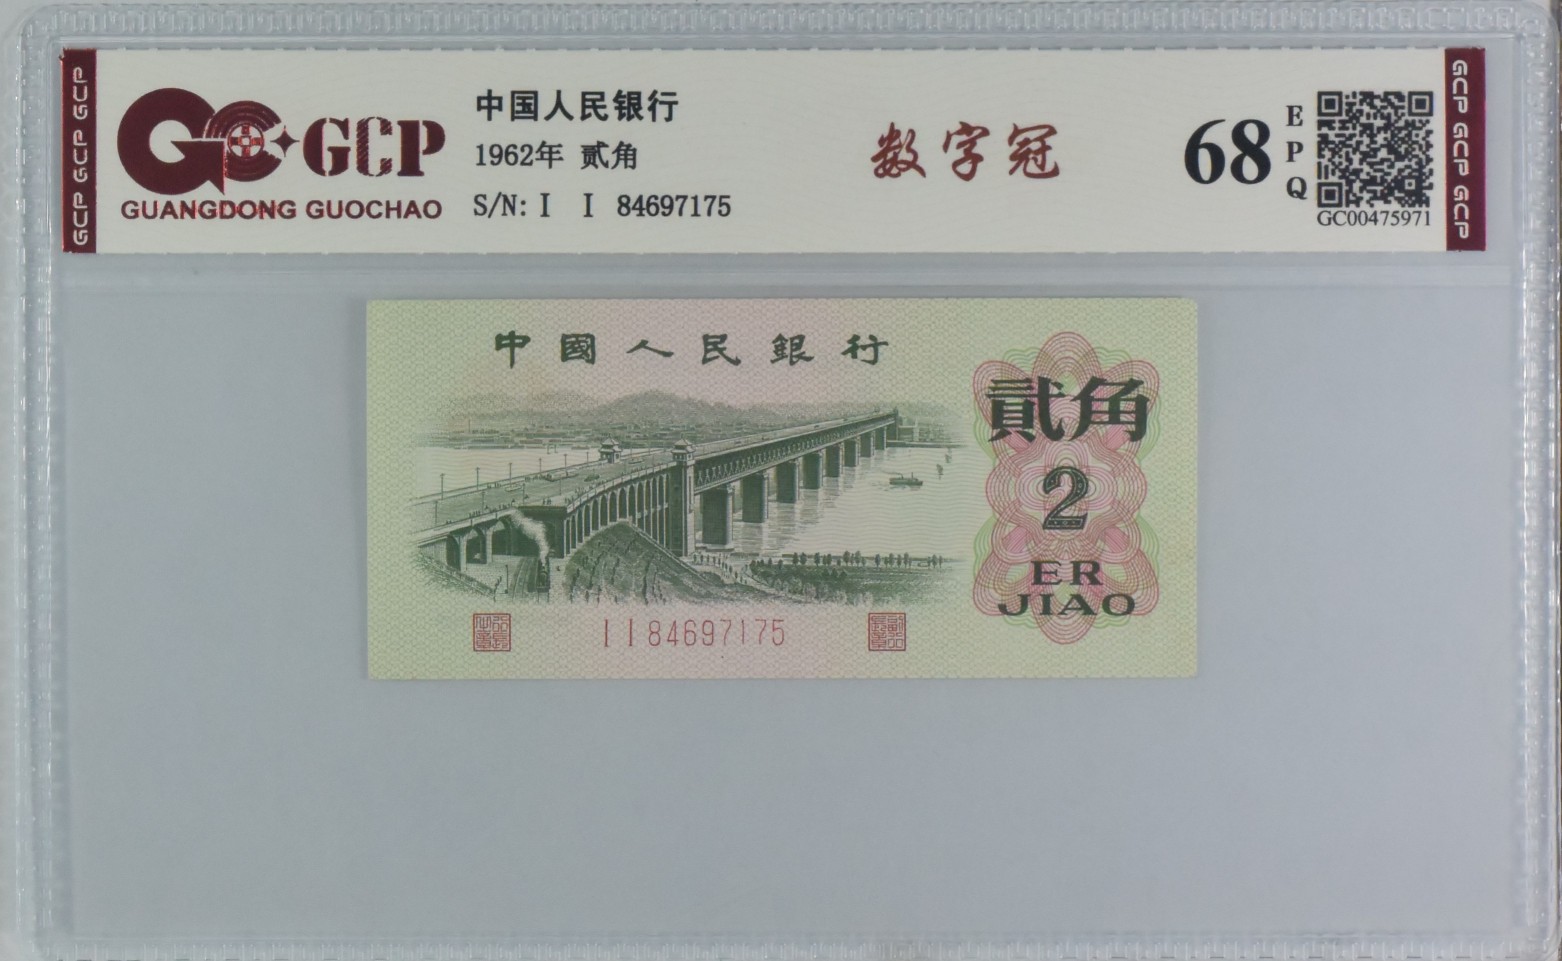 GCP GCP GCP
GCP
GUANGDONG GUOCHAO
中国人民银行
1962年 贰角
S/N: I I 84697175
数字冠
68
EPQ
GC00475971
GCP GCP GCP
中國人民銀行
貳角
2
ER
JIAO
I I 84697175